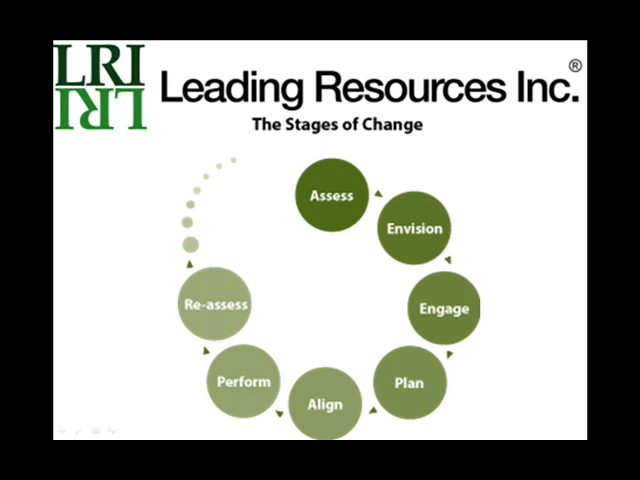 LRI
LRI
Leading Resources Inc.®
The Stages of Change
Assess
Envision
Engage
Plan
Align
Perform
Re-assess